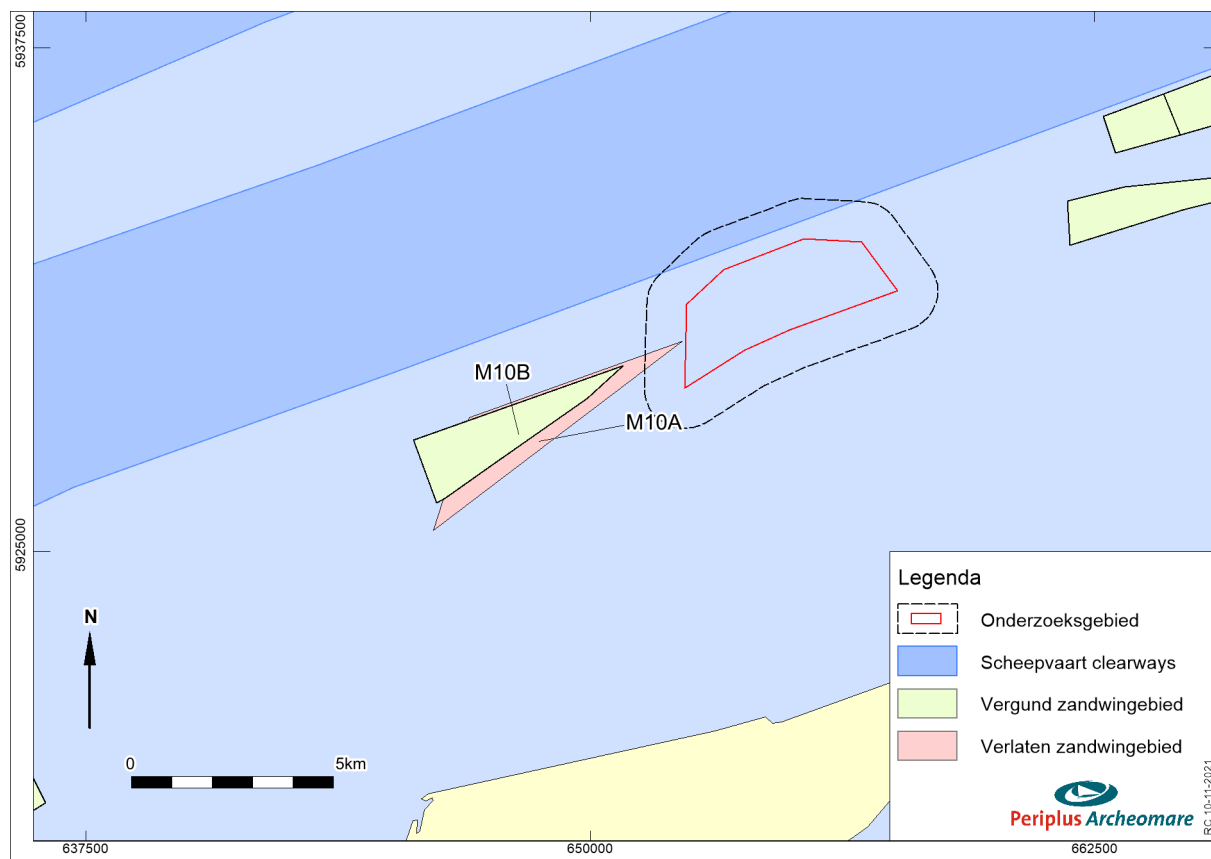 5937500
5925000
M10B
M10A
N
0 5km
637500 650000 662500
Legenda
Onderzoeksgebied
Scheepvaart clearways
Vergund zandwingebied
Verlaten zandwingebied
Periplus Archeomare
RC 10-11-2021